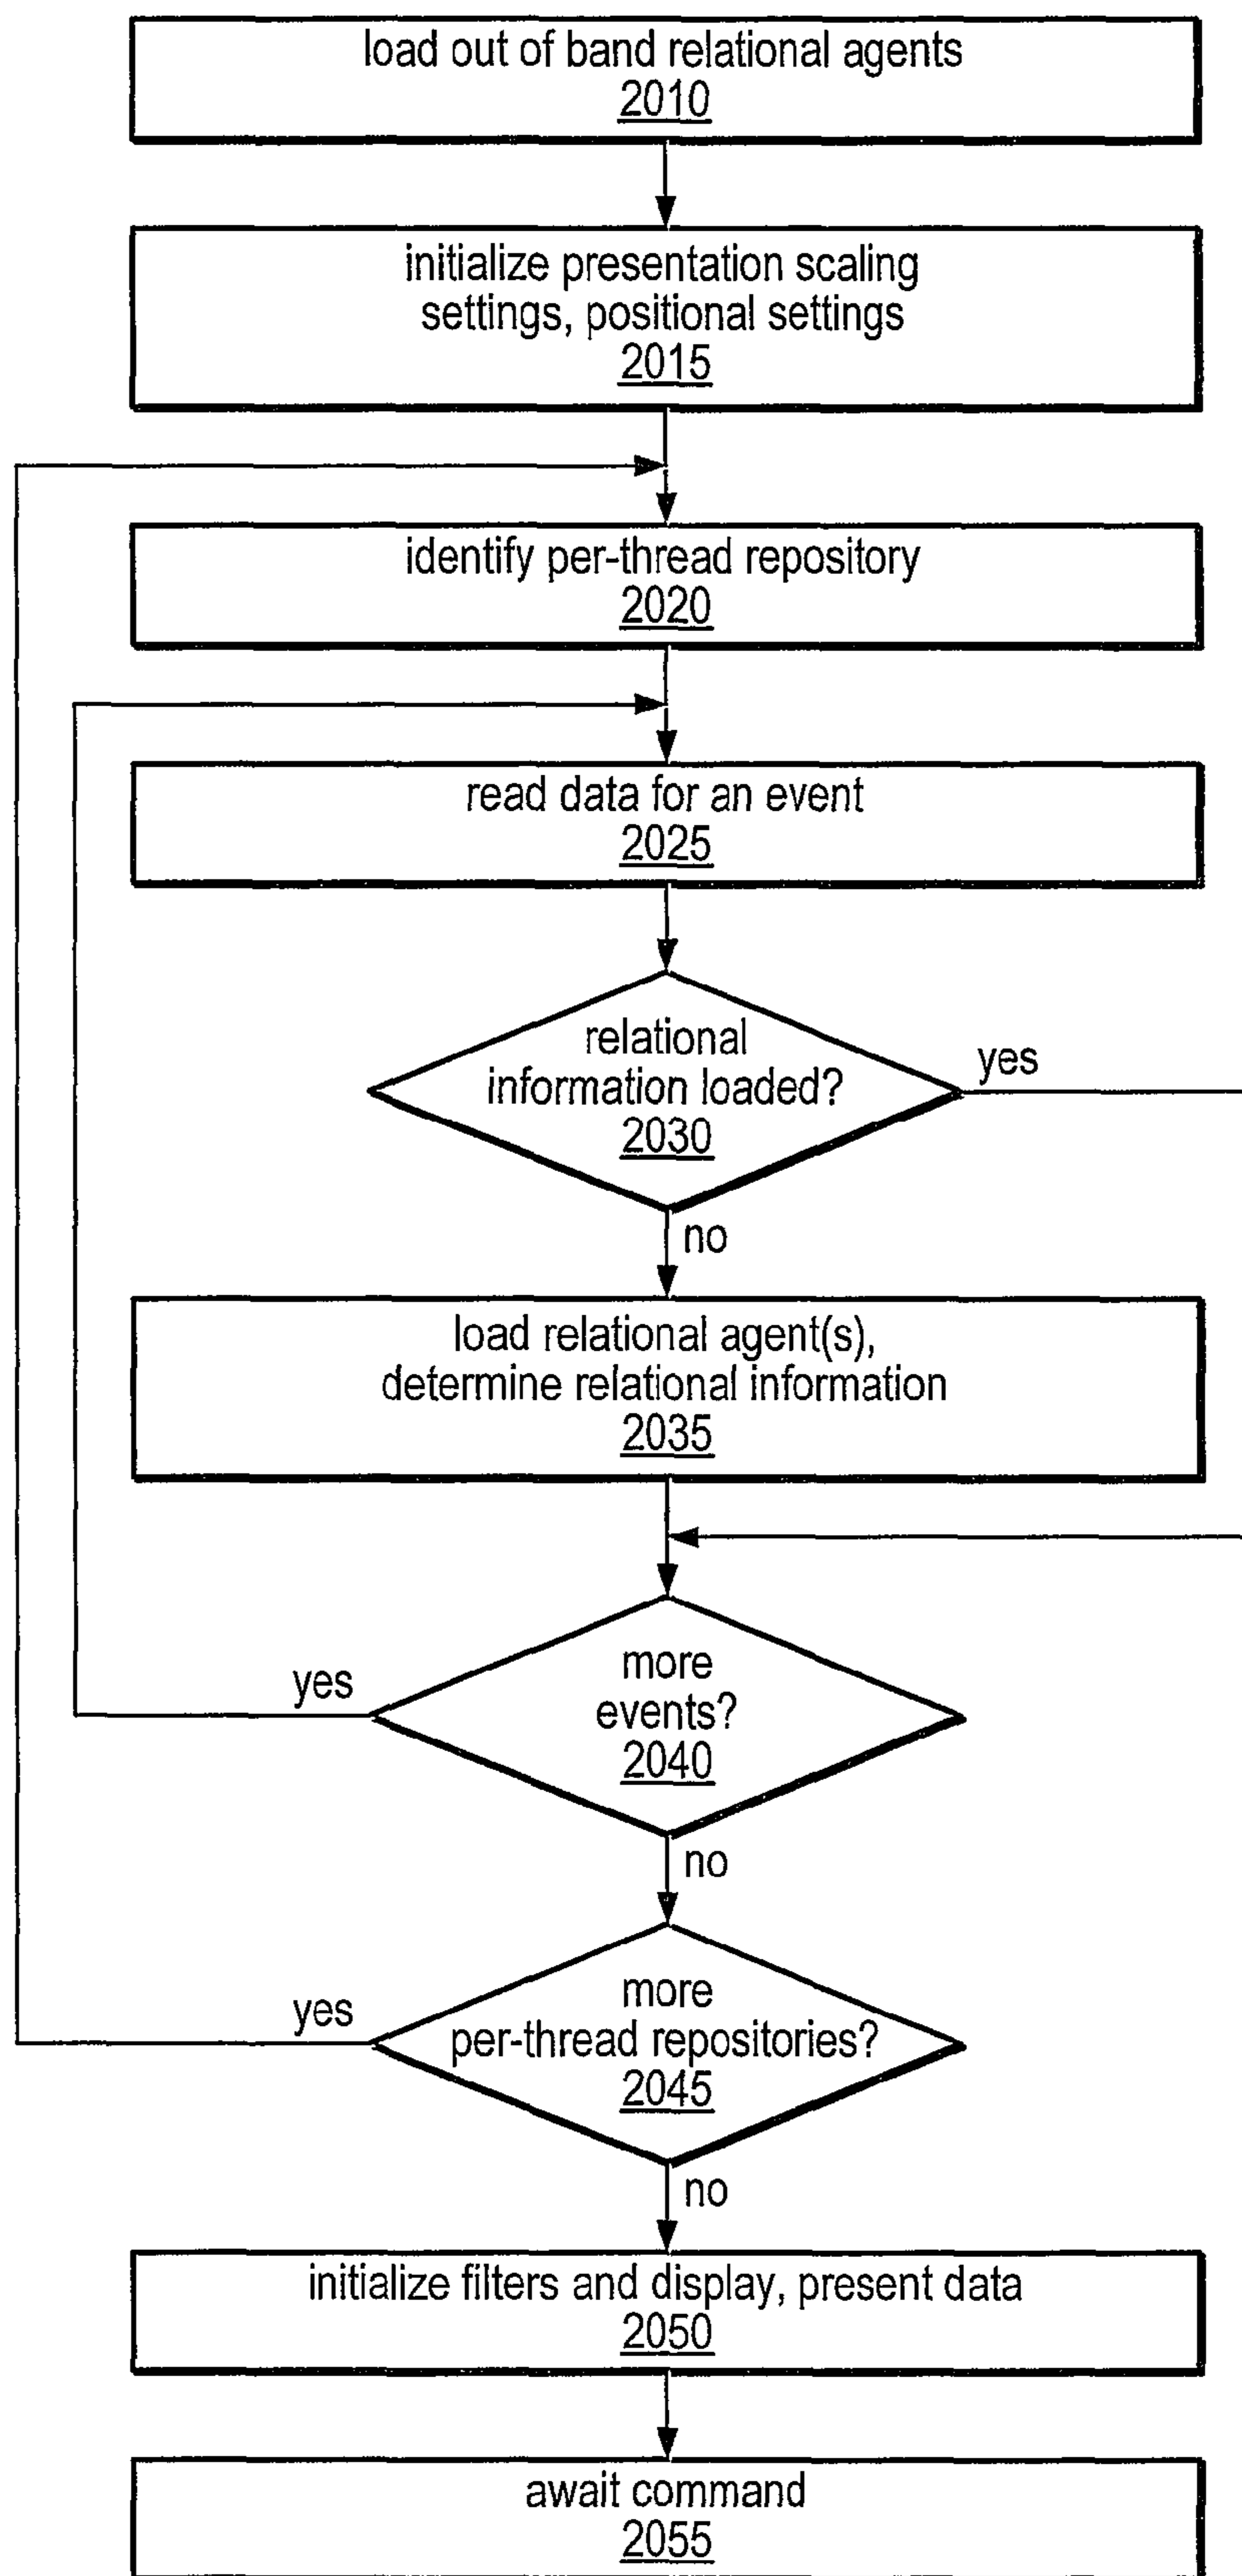 load out of band relational agents
2010
initialize presentation scaling
settings, positional settings
2015
identify per-thread repository
2020
read data for an event
2025
relational
information loaded?
2030
yes
no
load relational agent(s),
determine relational information
2035
more
events?
2040
yes
no
more
per-thread repositories?
2045
yes
no
initialize filters and display, present data
2050
await command
2055